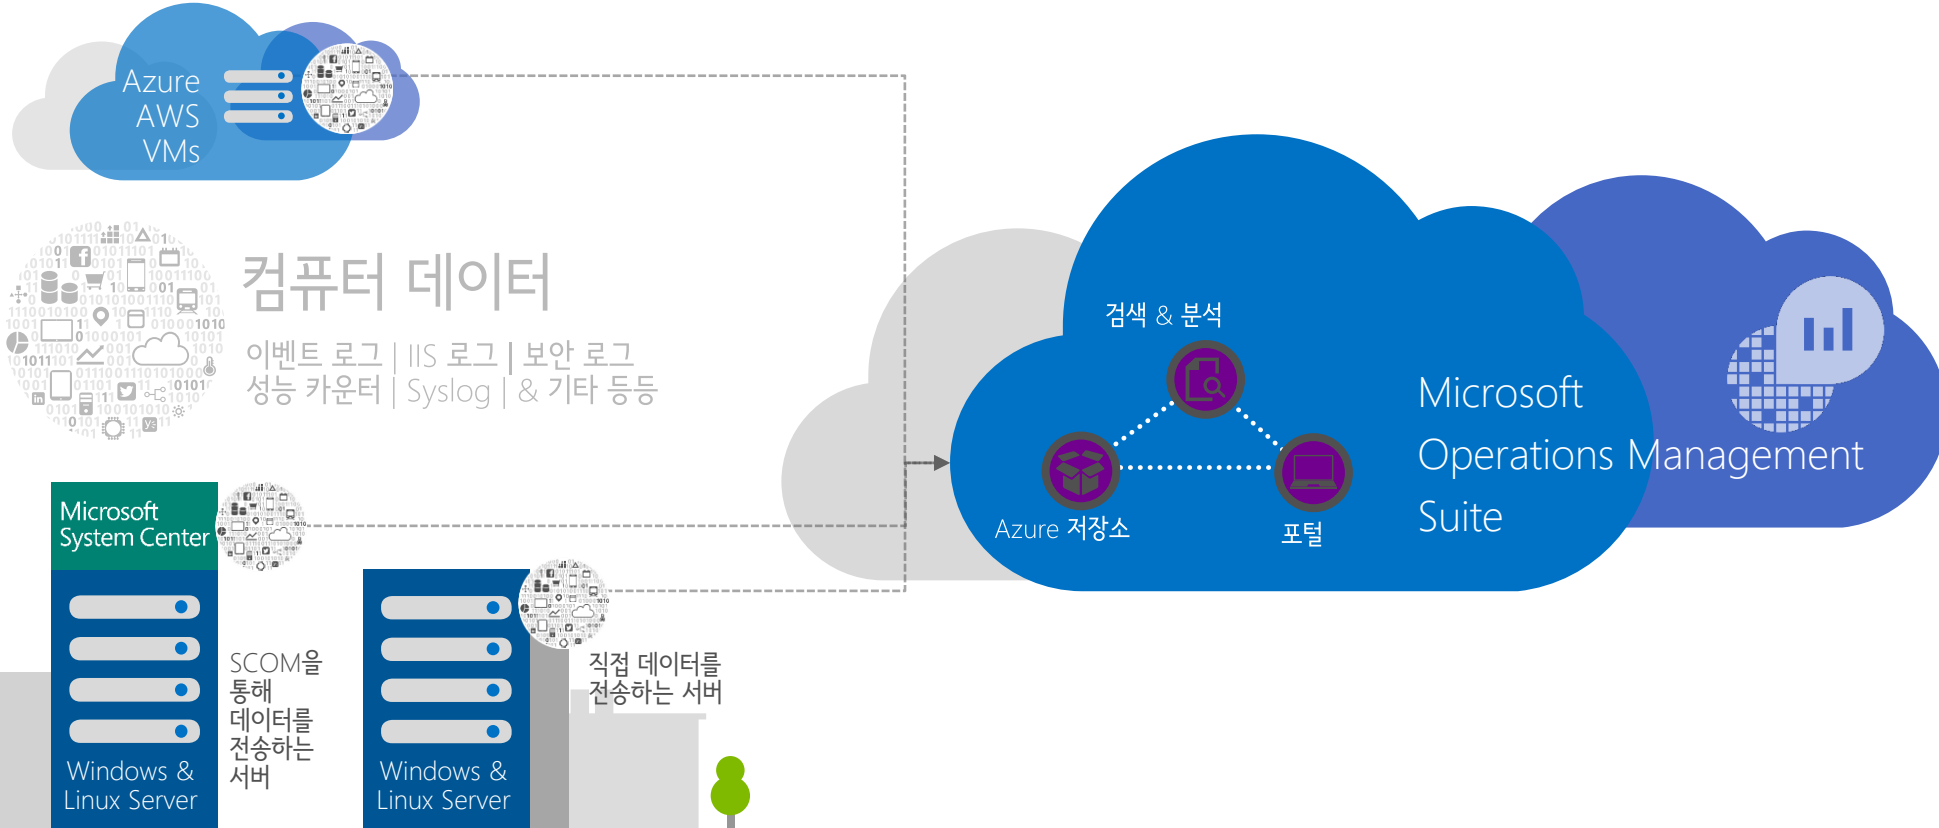 Azure
AWS
VMs
컴퓨터 데이터
이벤트 로그 | IIS 로그 | 보안 로그
성능 카운터 | Syslog | & 기타 등등
Microsoft
System Center
Windows &
Linux Server
SCOM을
통해
데이터를
전송하는
서버
Windows &
Linux Server
직접 데이터를
전송하는 서버
검색 & 분석
Azure 저장소
포털
Microsoft
Operations Management
Suite